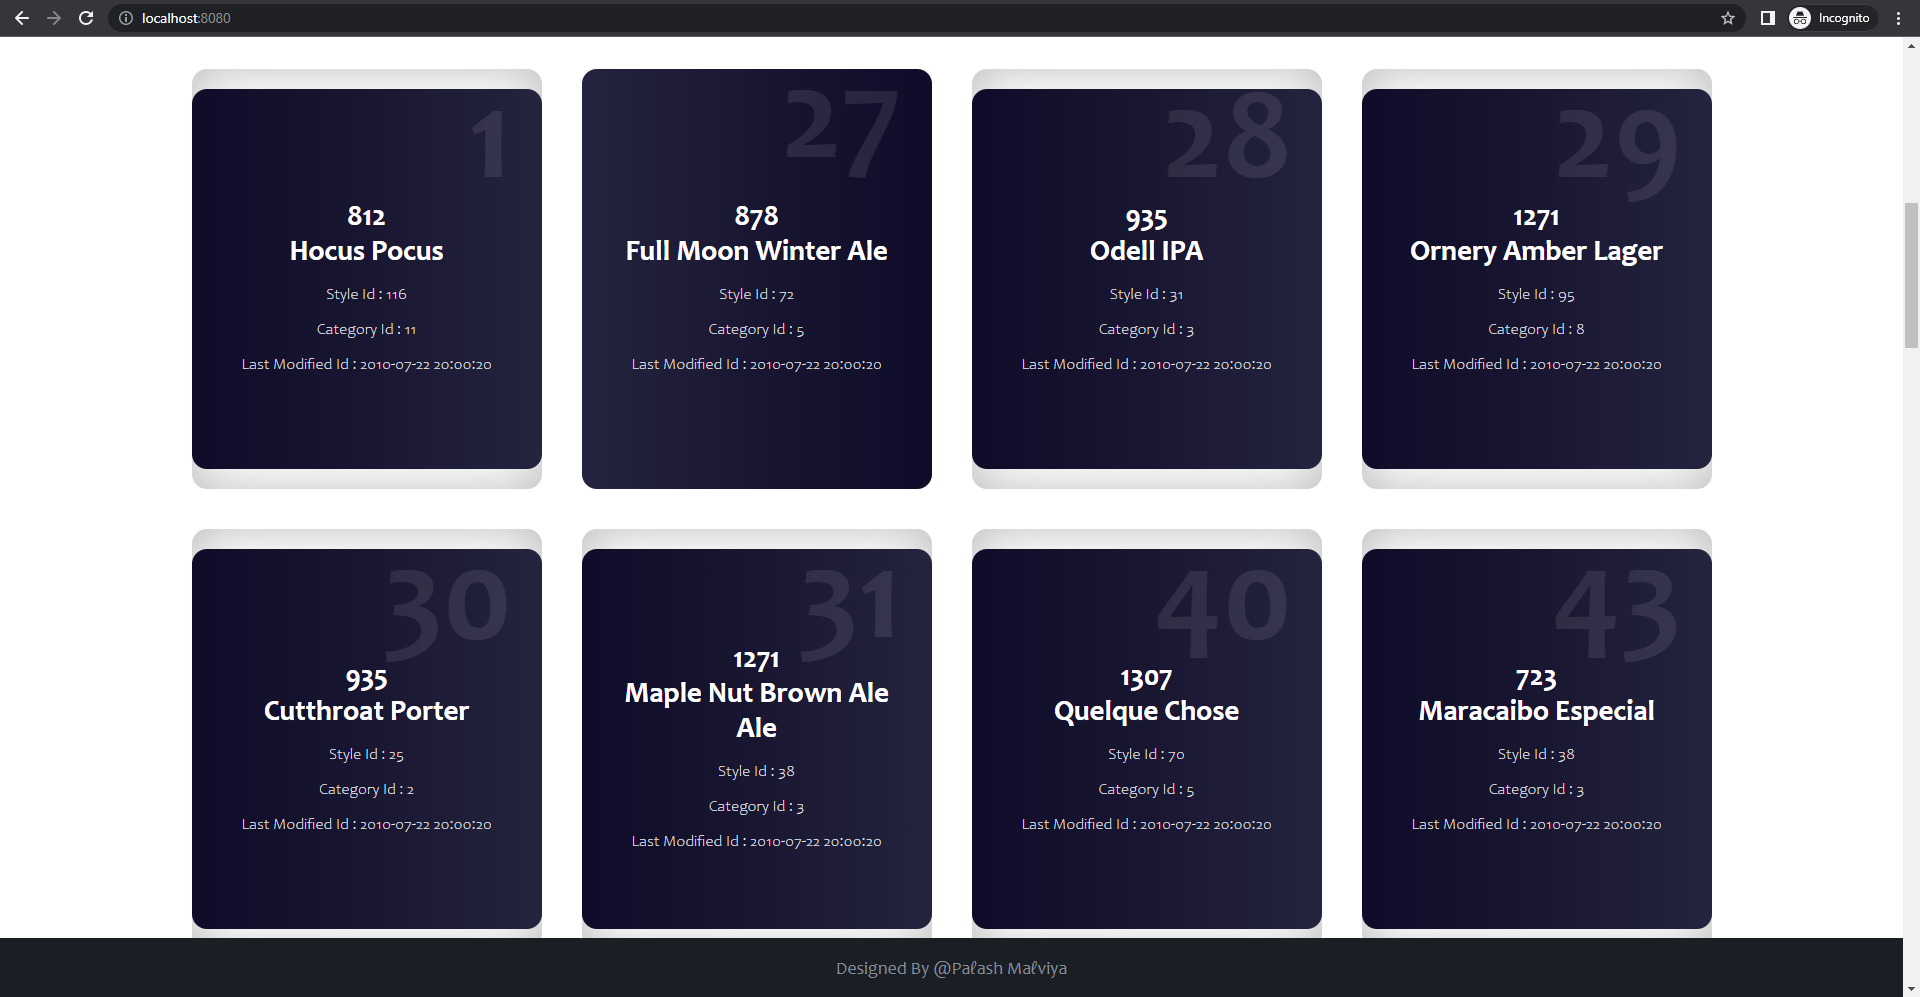 localhost:8080
Incognito
1
812
Hocus Pocus
Style Id : 116
Category Id : 11
Last Modified Id : 2010-07-22 20:00:20
27
878
Full Moon Winter Ale
Style Id : 72
Category Id : 5
Last Modified Id : 2010-07-22 20:00:20
28
935
Odell IPA
Style Id : 31
Category Id : 3
Last Modified Id : 2010-07-22 20:00:20
29
1271
Ornery Amber Lager
Style Id : 95
Category Id : 8
Last Modified Id : 2010-07-22 20:00:20
30
935
Cutthroat Porter
Style Id : 25
Category Id : 2
Last Modified Id : 2010-07-22 20:00:20
31
1271
Maple Nut Brown Ale
Ale
Style Id : 38
Category Id : 3
Last Modified Id : 2010-07-22 20:00:20
40
1307
Quelque Chose
Style Id : 70
Category Id : 5
Last Modified Id : 2010-07-22 20:00:20
43
723
Maracaibo Especial
Style Id : 38
Category Id : 3
Last Modified Id : 2010-07-22 20:00:20
Designed By @Palash Malviya